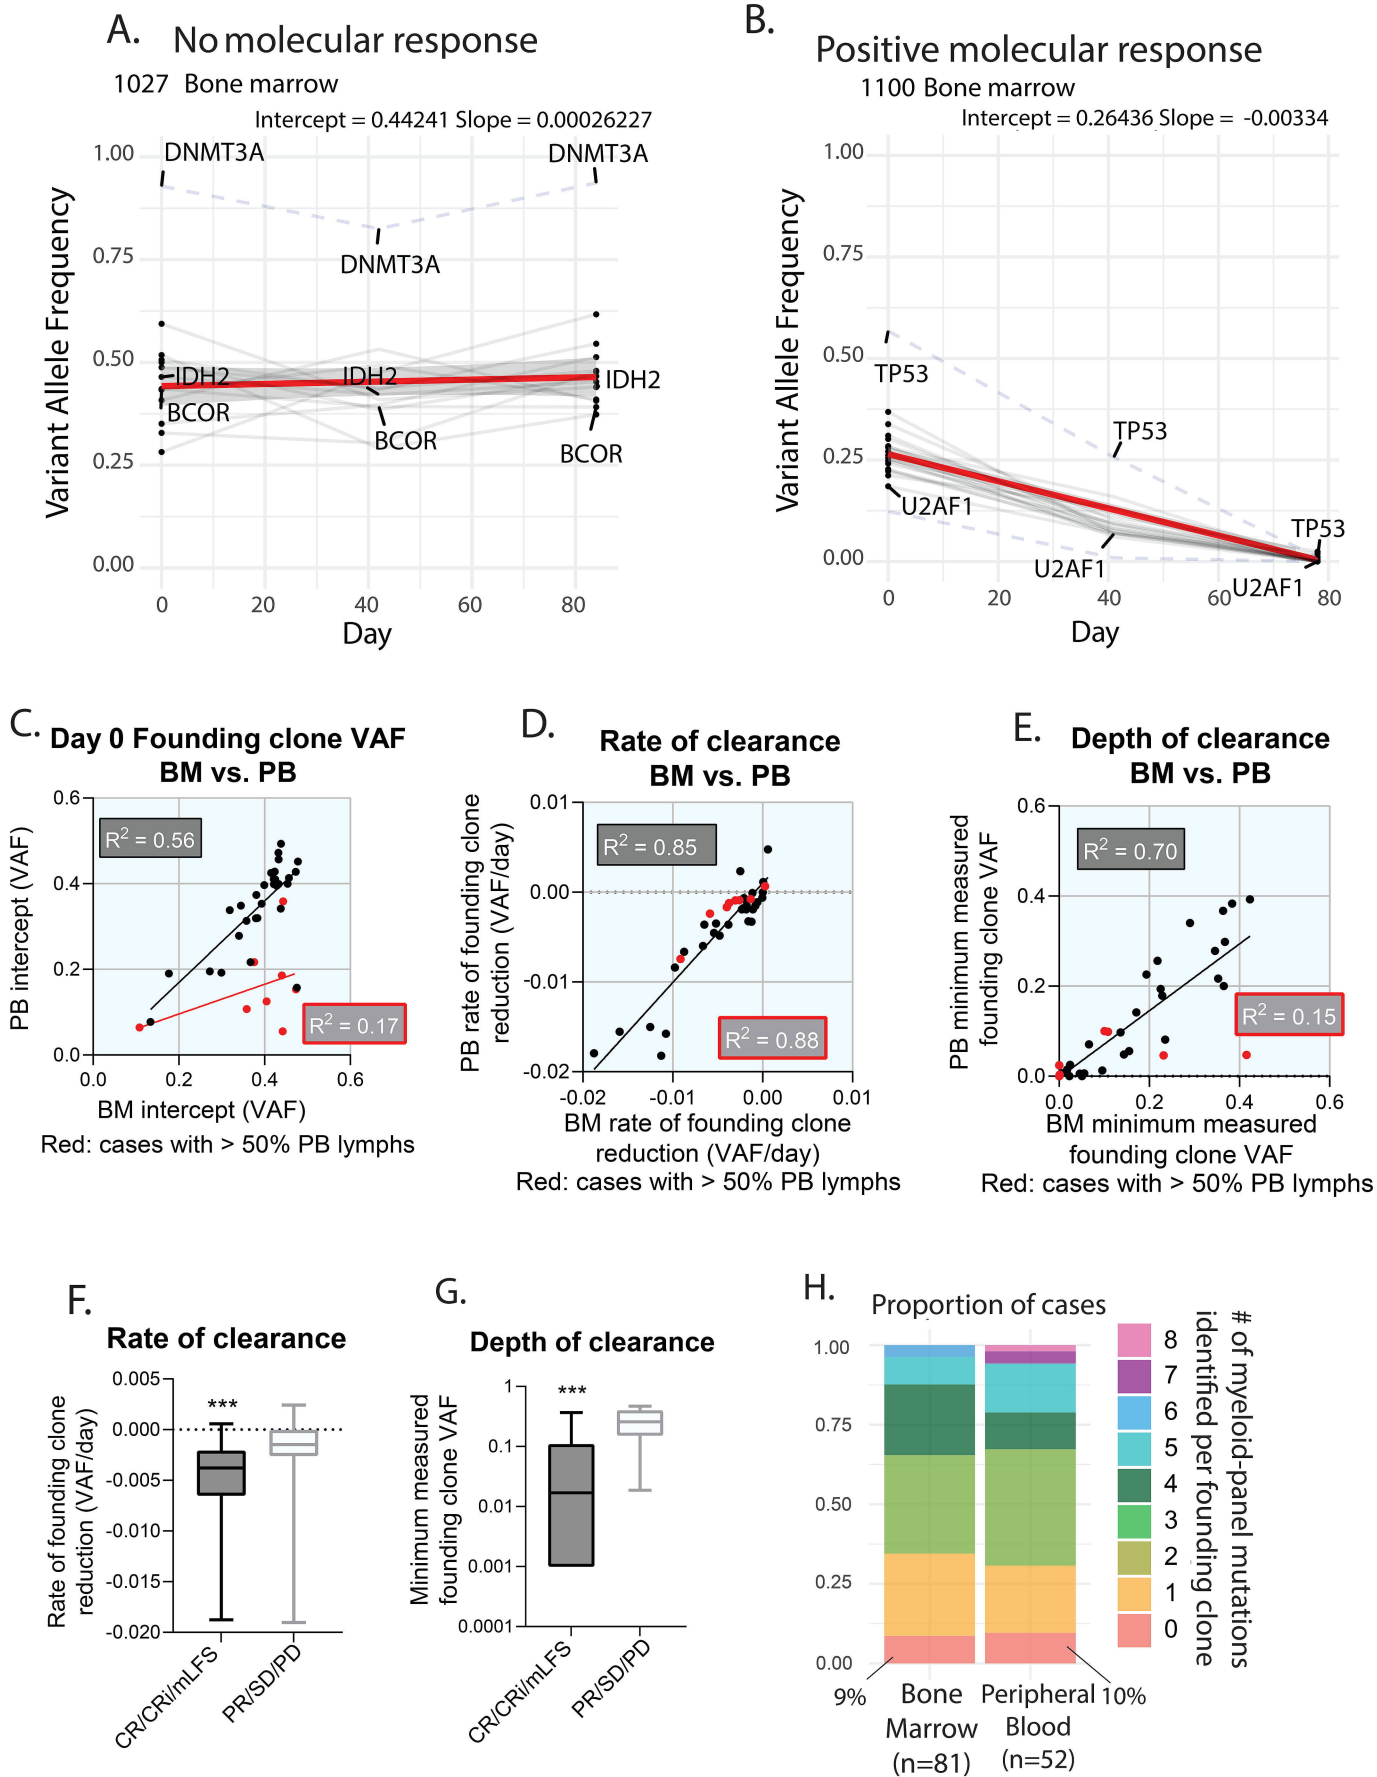 A.
No molecular response
1027 Bone marrow
Intercept = 0.44241 Slope = 0.00026227
Variant Allele Frequency
1.00
0.75
0.50
0.25
0.00
DNMT3A
DNMT3A
DNMT3A
IDH2
IDH2
IDH2
BCOR
BCOR
BCOR
0 20 40 60 80
Day
B.
Positive molecular response
1100 Bone marrow
Intercept = 0.26436 Slope = -0.00334
Variant Allele Frequency
1.00
0.75
0.50
0.25
0.00
TP53
TP53
TP53
U2AF1
U2AF1
U2AF1
0 20 40 60 80
Day
C.
Day 0 Founding clone VAF
BM vs. PB
PB intercept (VAF)
0.6
0.4
0.2
0.0
R² = 0.56
R² = 0.17
0.0 0.2 0.4 0.6
BM intercept (VAF)
Red: cases with > 50% PB lymphs
D.
Rate of clearance
BM vs. PB
PB rate of founding clone
reduction (VAF/day)
0.01
0.00
-0.01
-0.02
R² = 0.85
R² = 0.88
-0.02 -0.01 0.00 0.01
BM rate of founding clone
reduction (VAF/day)
Red: cases with > 50% PB lymphs
E.
Depth of clearance
BM vs. PB
PB minimum measured
founding clone VAF
0.6
0.4
0.2
0.0
R² = 0.70
R² = 0.15
0.0 0.2 0.4 0.6
BM minimum measured
founding clone VAF
Red: cases with > 50% PB lymphs
F.
Rate of clearance
Rate of founding clone
reduction (VAF/day)
0.005
0.000
-0.005
-0.010
-0.015
-0.020
***
CR/CRi/mLFS
PR/SD/PD
G.
Depth of clearance
Minimum measured
founding clone VAF
1
0.1
0.01
0.001
0.0001
***
CR/CRi/mLFS
PR/SD/PD
H.
Proportion of cases
1.00
0.75
0.50
0.25
0.00
9%
10%
Bone
Marrow
(n=81)
Peripheral
Blood
(n=52)
8
7
6
5
4
3
2
1
0
# of myeloid-panel mutations
identified per founding clone